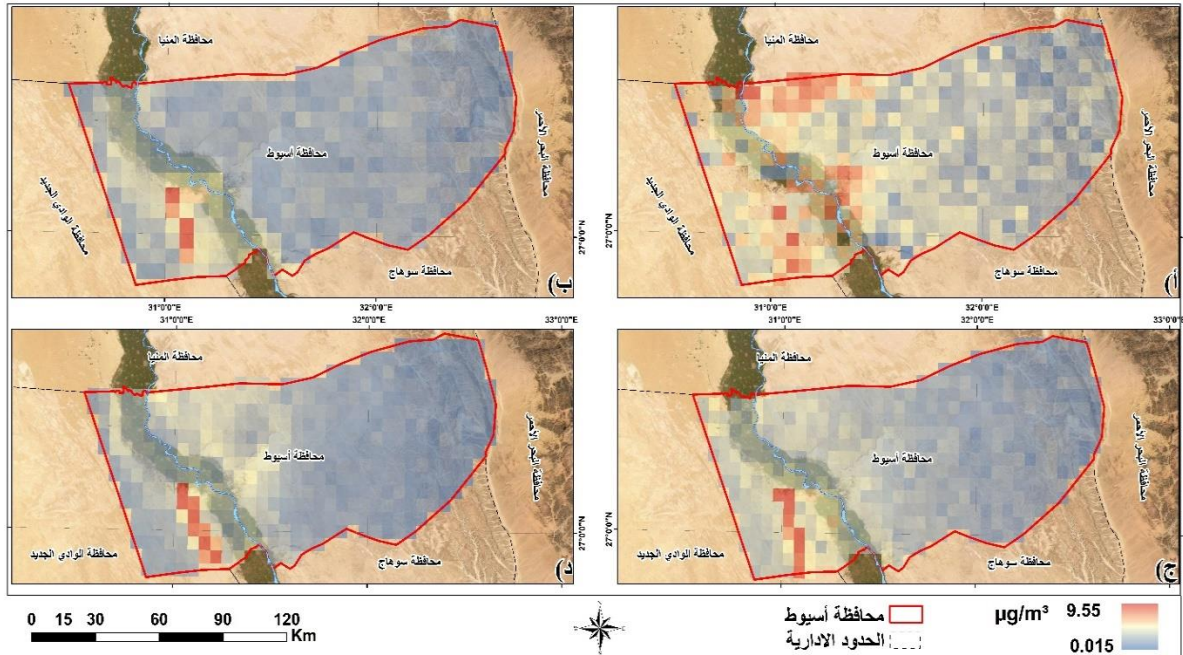 محافظة المنيا
محافظة أسيوط
محافظة البحر الأحمر
محافظة الوادي الجديد
محافظة سوهاج
27°0'0"N
أ)
محافظة المنيا
محافظة أسيوط
محافظة البحر الأحمر
محافظة الوادي الجديد
محافظة سوهاج
27°0'0"N
ب)
31°0'0"E 32°0'0"E 33°0'0"E
31°0'0"E 32°0'0"E 33°0'0"E
محافظة المنيا
محافظة أسيوط
محافظة البحر الأحمر
محافظة الوادي الجديد
محافظة سوهاج
27°0'0"N
ج)
محافظة المنيا
محافظة أسيوط
محافظة البحر الأحمر
محافظة الوادي الجديد
محافظة سوهاج
27°0'0"N
د)
µg/m³ 9.55
0.015
محافظة أسيوط
الحدود الادارية
0 15 30 60 90 120
Km